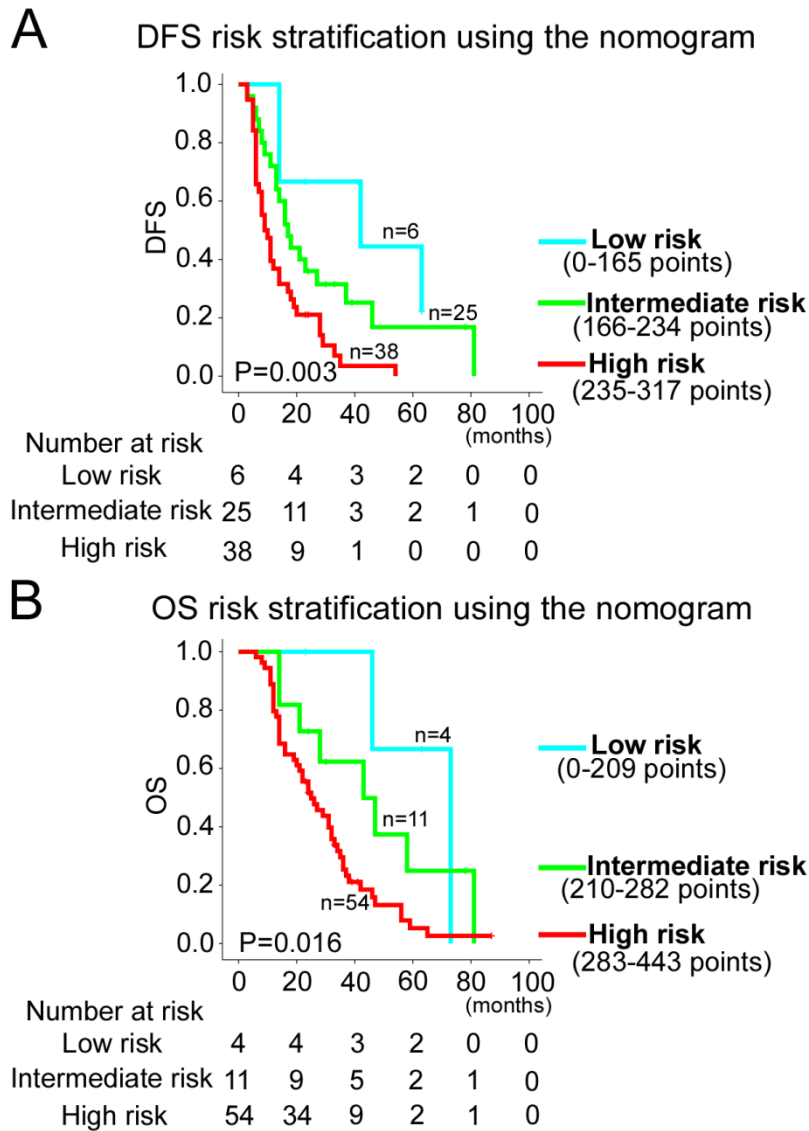 A
DFS risk stratification using the nomogram
1.0
0.8
0.6
0.4
0.2
0.0
DFS
n=6
n=25
n=38
P=0.003
0 20 40 60 80 100
(months)
Low risk
(0-165 points)
Intermediate risk
(166-234 points)
High risk
(235-317 points)
Number at risk
Low risk 6 4 3 2 0 0
Intermediate risk 25 11 3 2 1 0
High risk 38 9 1 0 0 0
B
OS risk stratification using the nomogram
1.0
0.8
0.6
0.4
0.2
0.0
OS
n=4
n=11
n=54
P=0.016
0 20 40 60 80 100
(months)
Low risk
(0-209 points)
Intermediate risk
(210-282 points)
High risk
(283-443 points)
Number at risk
Low risk 4 4 3 2 0 0
Intermediate risk 11 9 5 2 1 0
High risk 54 34 9 2 1 0